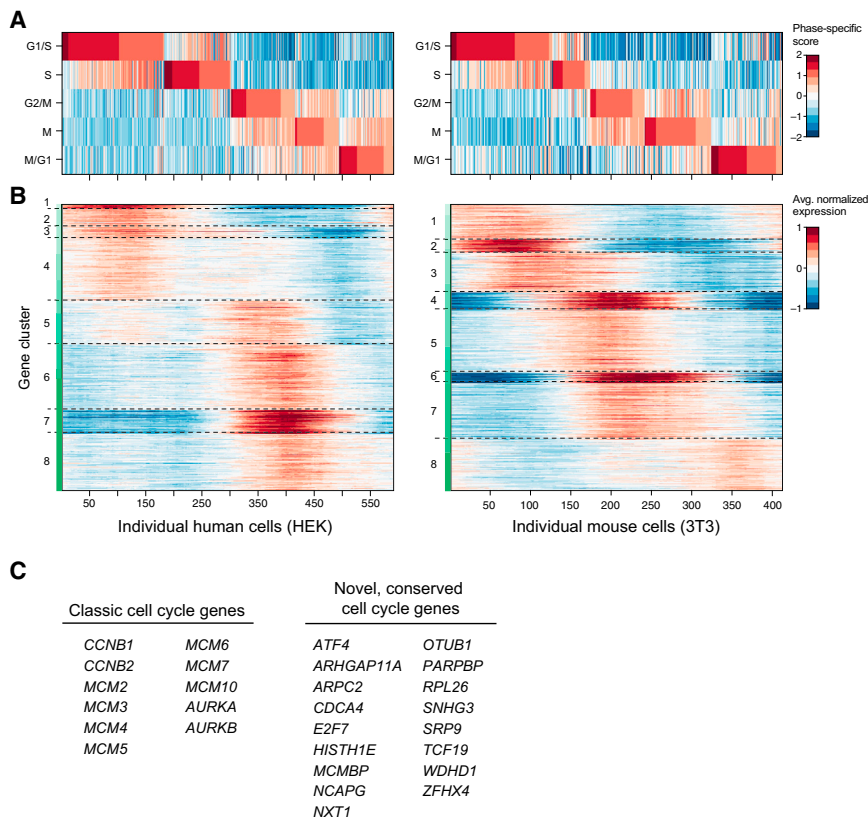 A
Phase-specific
score
G1/S
S
G2/M
M
M/G1
2
1
0
−1
−2
B
Avg. normalized
expression
Gene cluster
1
2
3
4
5
6
7
8
1
2
3
4
5
6
7
8
1
0
−1
50 150 250 350 450 550
Individual human cells (HEK)
50 100 150 200 250 300 350 400
Individual mouse cells (3T3)
C
Classic cell cycle genes
CCNB1 MCM6
CCNB2 MCM7
MCM2 MCM10
MCM3 AURKA
MCM4 AURKB
MCM5
Novel, conserved
cell cycle genes
ATF4 OTUB1
ARHGAP11A PARPBP
ARPC2 RPL26
CDCA4 SNHG3
E2F7 SRP9
HISTH1E TCF19
MCMBP WDHD1
NCAPG ZFHX4
NXT1